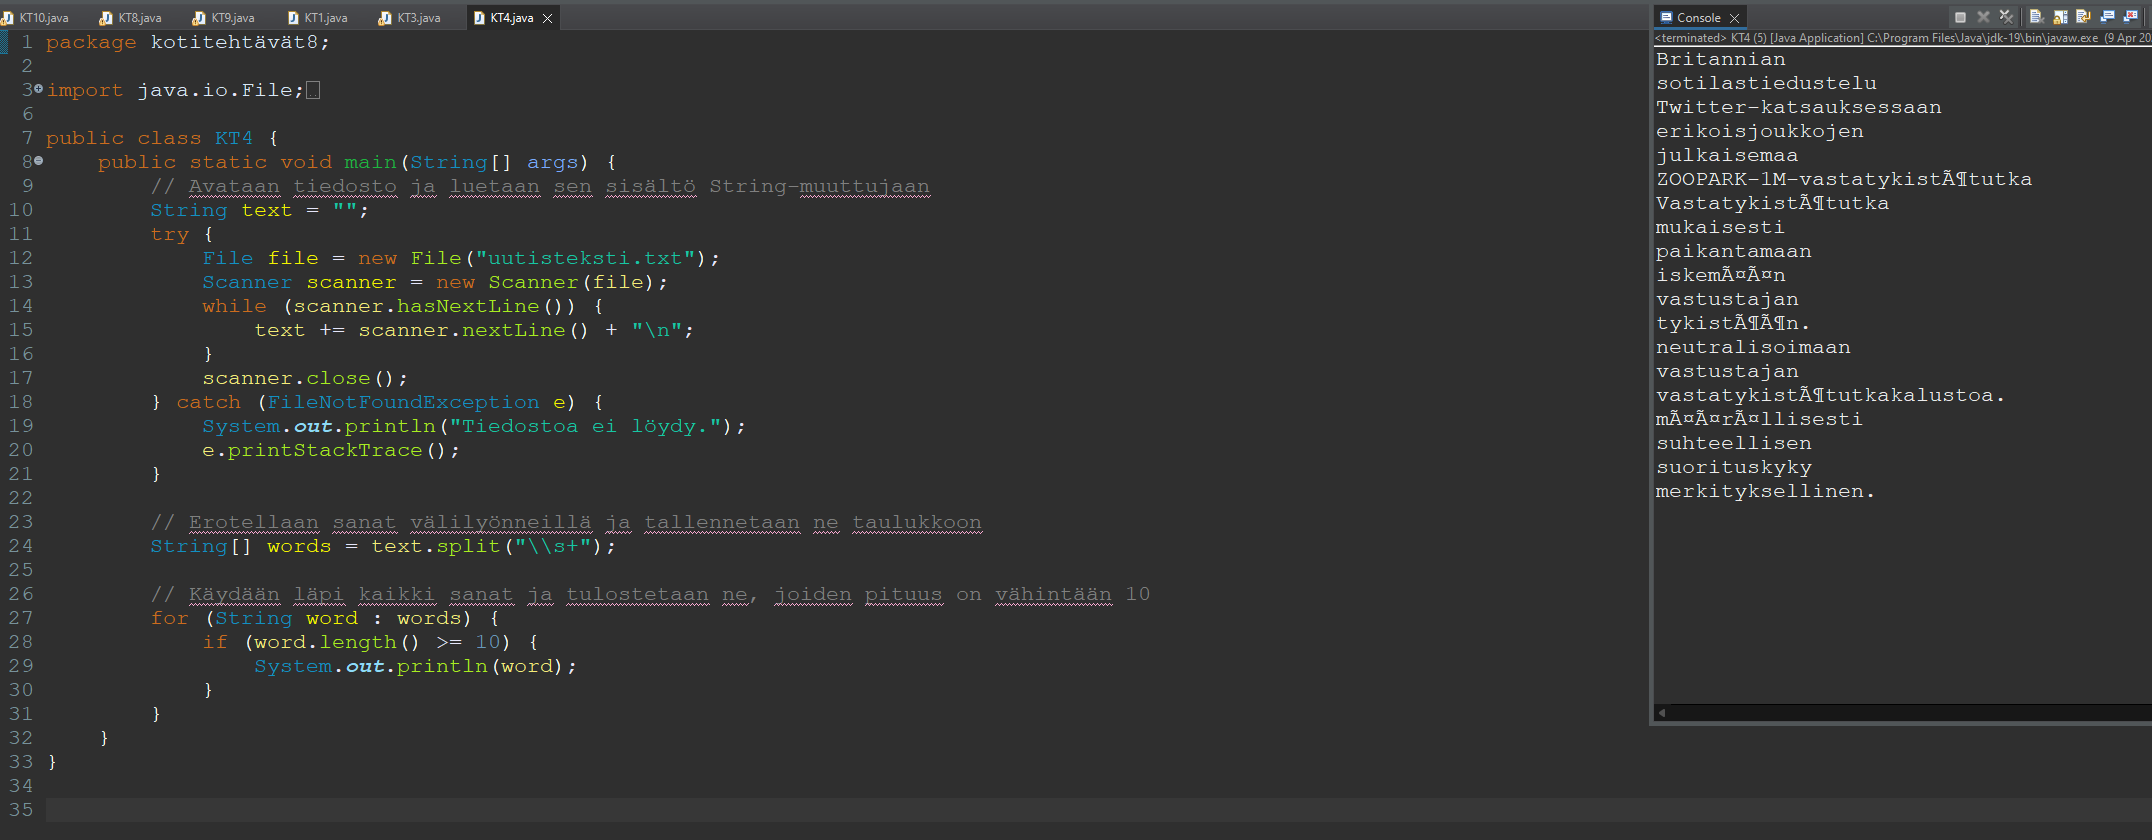 KT10.java KT8.java KT9.java KT1.java KT3.java KT4.java
1 package kotitehtävät8;
2
3 import java.io.File;
6
7 public class KT4 {
8 public static void main(String[] args) {
9 // Avataan tiedosto ja luetaan sen sisältö String-muuttujaan
10 String text = "";
11 try {
12 File file = new File("uutisteksti.txt");
13 Scanner scanner = new Scanner(file);
14 while (scanner.hasNextLine()) {
15 text += scanner.nextLine() + "\n";
16 }
17 scanner.close();
18 } catch (FileNotFoundException e) {
19 System.out.println("Tiedostoa ei löydy.");
20 e.printStackTrace();
21 }
22
23 // Erotellaan sanat välilyönneillä ja tallennetaan ne taulukkoon
24 String[] words = text.split("\\s+");
25
26 // Käydään läpi kaikki sanat ja tulostetaan ne, joiden pituus on vähintään 10
27 for (String word : words) {
28 if (word.length() >= 10) {
29 System.out.println(word);
30 }
31 }
32 }
33 }
34
35
Console
<terminated> KT4 (5) [Java Application] C:\Program Files\Java\jdk-19\bin\javaw.exe (9 Apr 20
Britannian
sotilastiedustelu
Twitter-katsauksessaan
erikoisjoukkojen
julkaisemaa
ZOOPARK-1M-vastatykistÃ¶tutka
VastatykistÃ¶tutka
mukaisesti
paikantamaan
iskemÃ¤Ã¤n
vastustajan
tykistÃ¶Ã¶n.
neutralisoimaan
vastustajan
vastatykistÃ¶tutkakalustoa.
mÃ¤Ã¤rÃ¤llisesti
suhteellisen
suorituskyky
merkityksellinen.